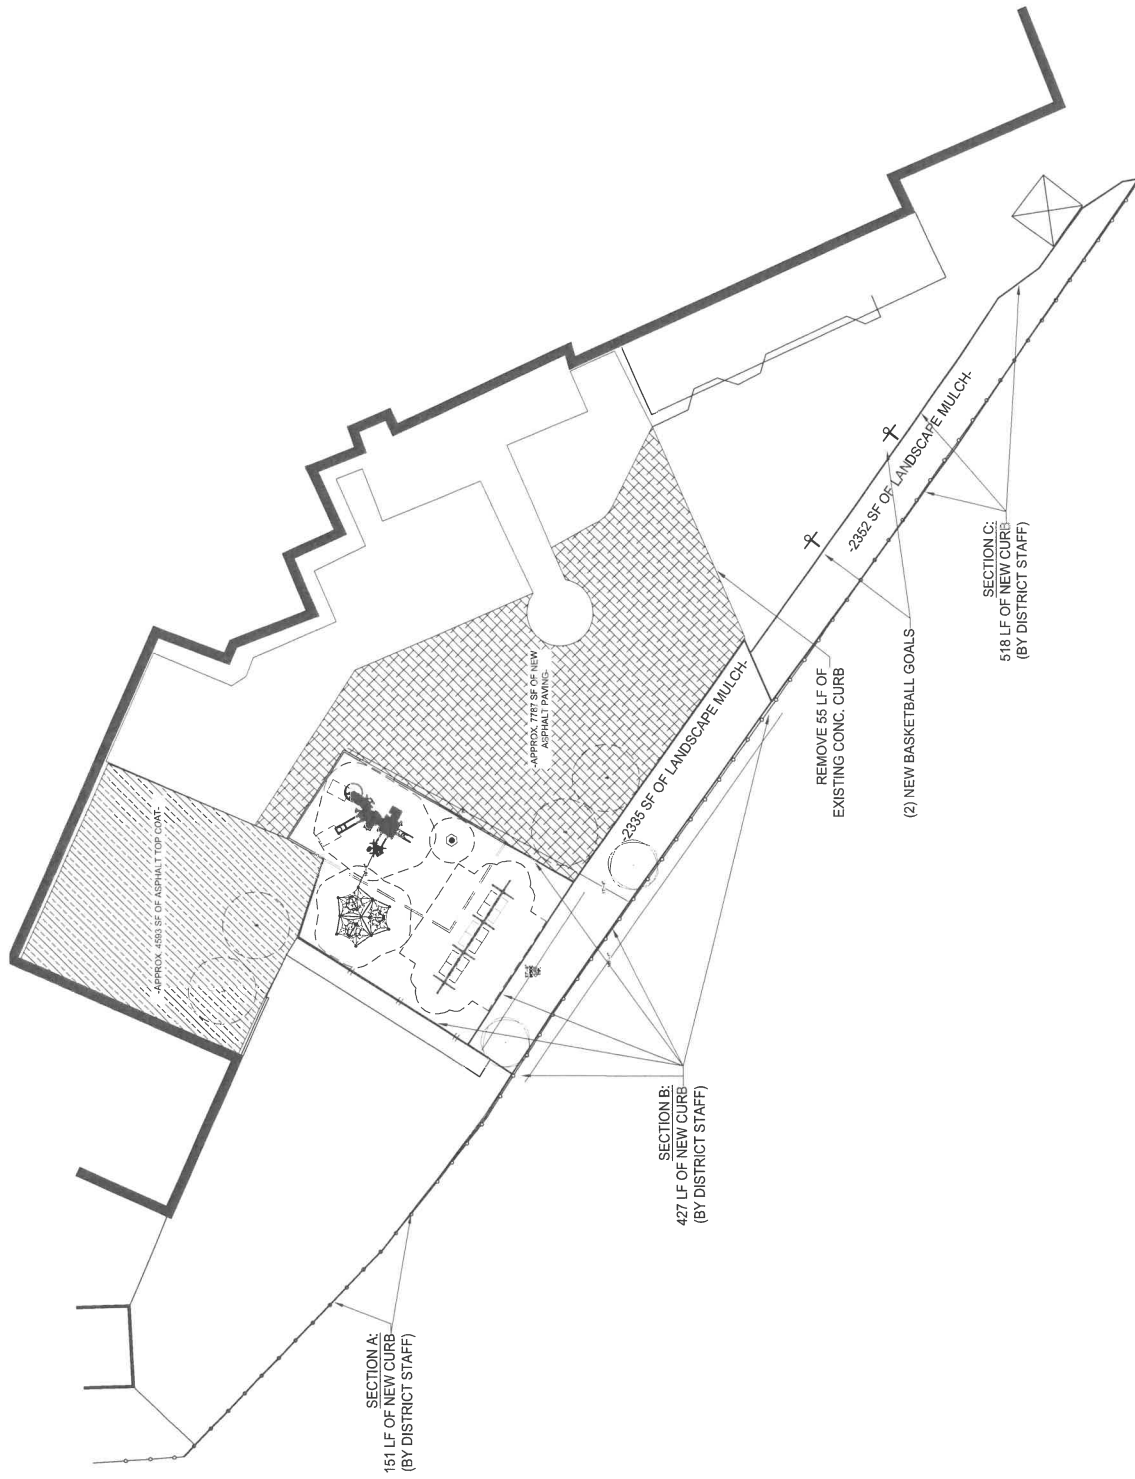 -APPROX. 4593 SF OF ASPHALT TOP COAT-
-APPROX. 7787 SF OF NEW
ASPHALT PAVING-
-2335 SF OF LANDSCAPE MULCH-
-2352 SF OF LANDSCAPE MULCH-
SECTION A:
151 LF OF NEW CURB
(BY DISTRICT STAFF)
SECTION B:
427 LF OF NEW CURB
(BY DISTRICT STAFF)
REMOVE 55 LF OF
EXISTING CONC. CURB
(2) NEW BASKETBALL GOALS
SECTION C:
518 LF OF NEW CURB
(BY DISTRICT STAFF)